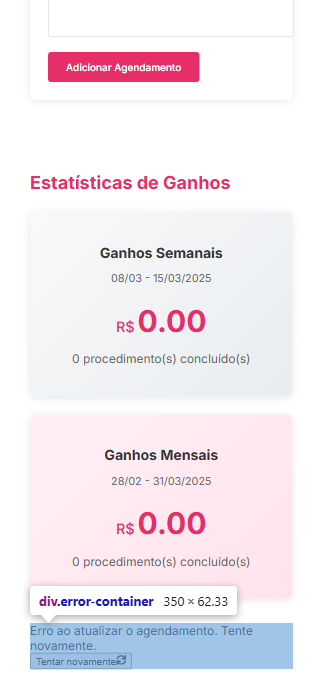 Adicionar Agendamento
Estatísticas de Ganhos
Ganhos Semanais
08/03 - 15/03/2025
R$ 0.00
0 procedimento(s) concluído(s)
Ganhos Mensais
28/02 - 31/03/2025
R$ 0.00
0 procedimento(s) concluído(s)
div.error-container 350 × 62.33
Erro ao atualizar o agendamento. Tente
novamente.
Tentar novamente